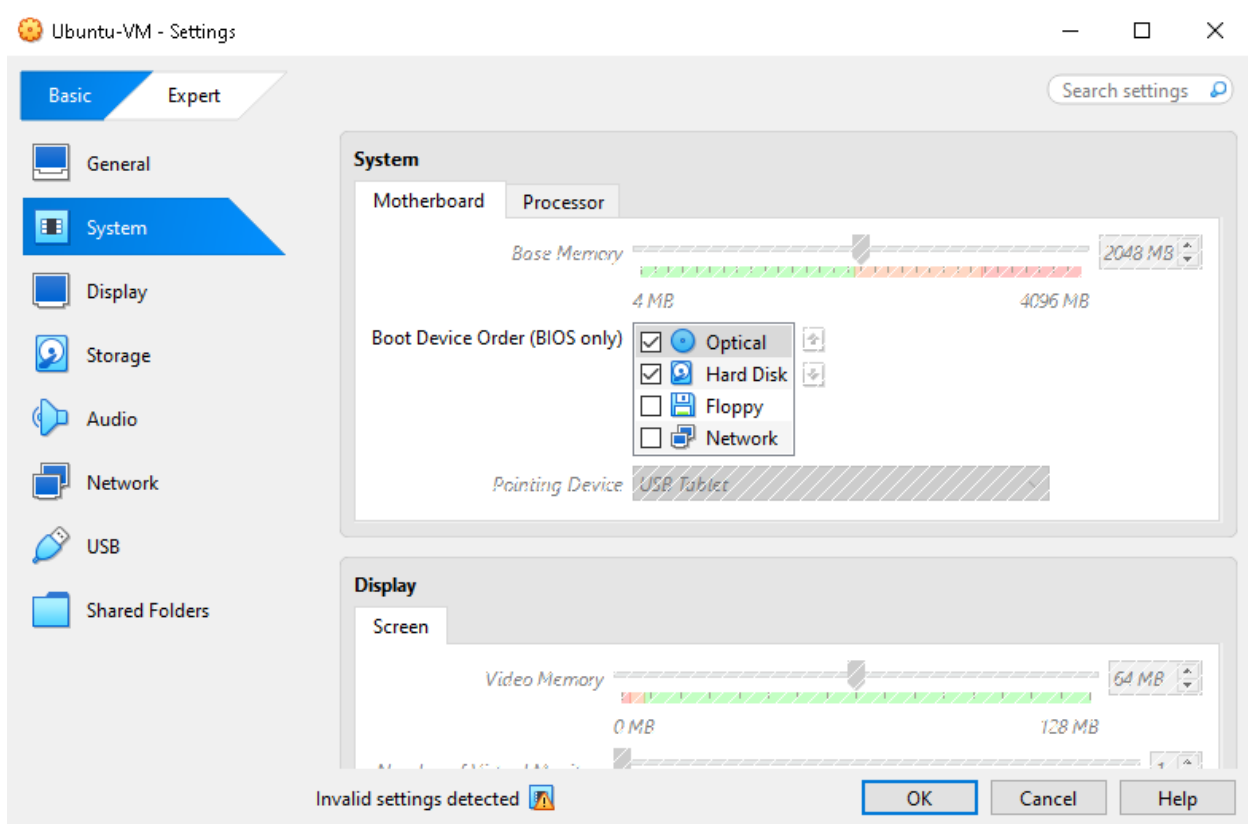 Ubuntu-VM - Settings
Basic Expert Search settings
General
System
Display
Storage
Audio
Network
USB
Shared Folders
System
Motherboard Processor
Base Memory 2048 MB
4 MB 4096 MB
Boot Device Order (BIOS only) Optical
Hard Disk
Floppy
Network
Pointing Device USB Tablet
Display
Screen
Video Memory 64 MB
0 MB 128 MB
Invalid settings detected OK Cancel Help